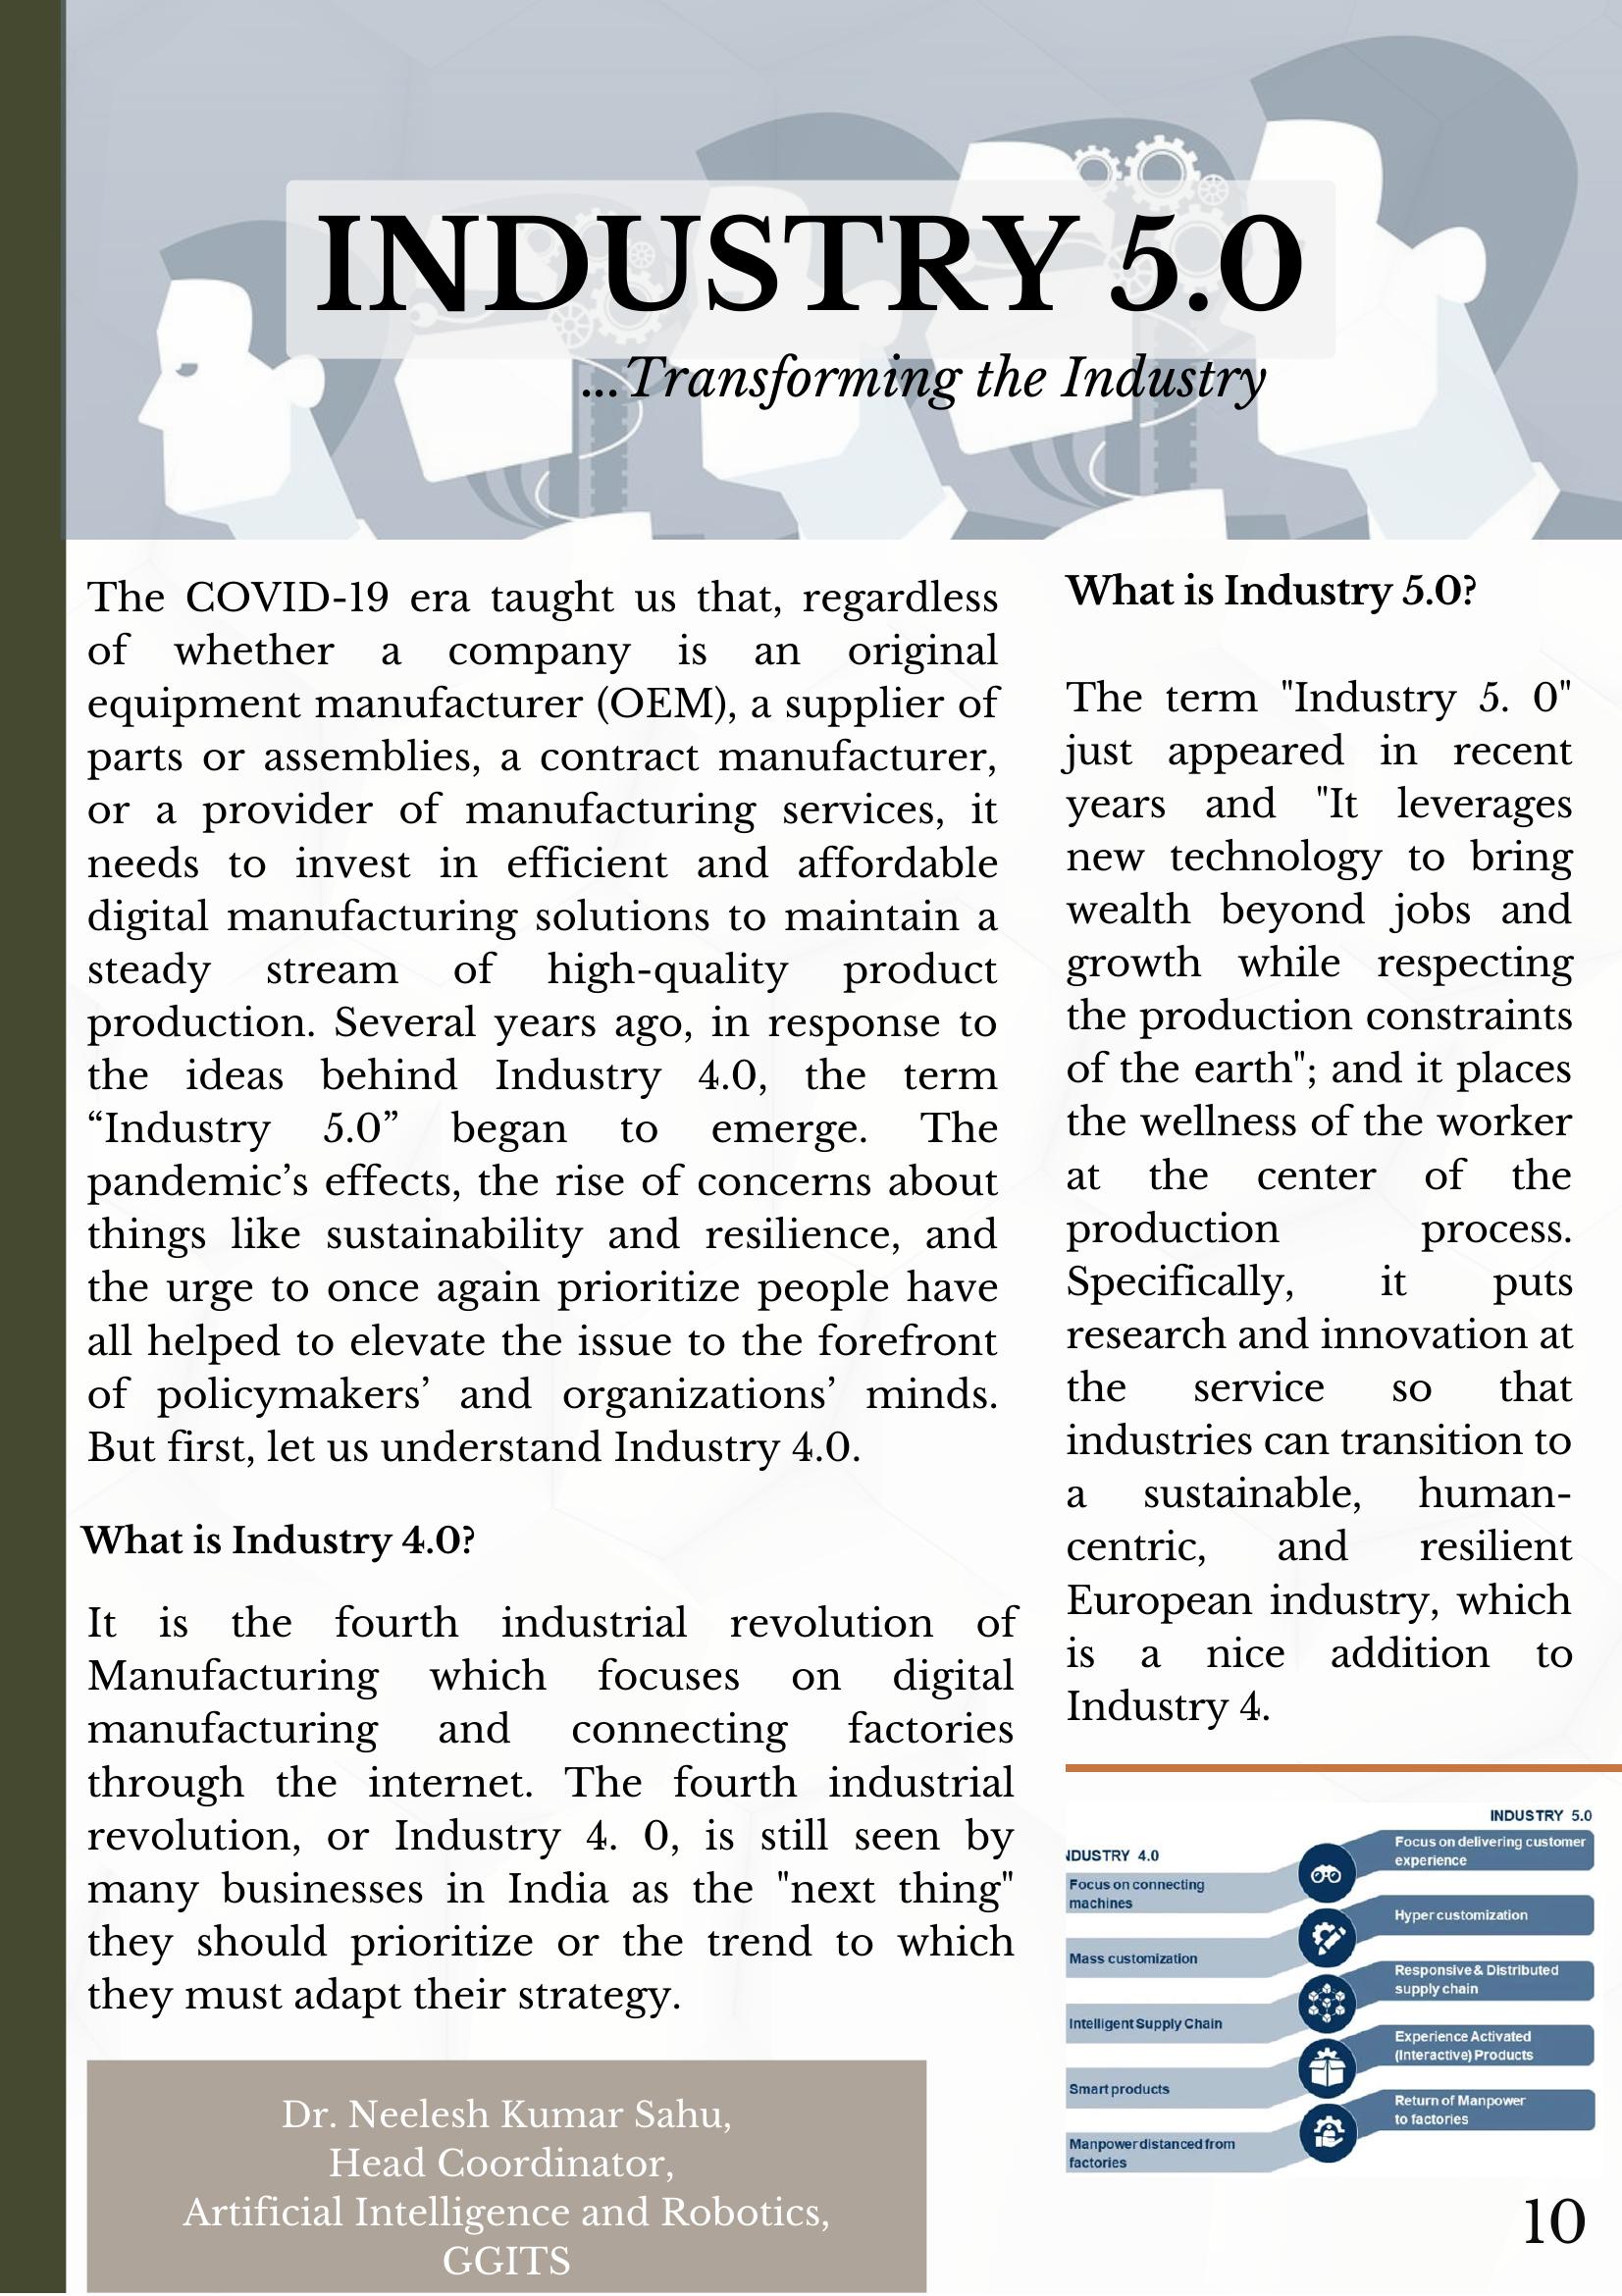 INDUSTRY 5.0
...Transforming the Industry
The COVID-19 era taught us that, regardless
of whether a company is an original
equipment manufacturer (OEM), a supplier of
parts or assemblies, a contract manufacturer,
or a provider of manufacturing services, it
needs to invest in efficient and affordable
digital manufacturing solutions to maintain a
steady stream of high-quality product
production. Several years ago, in response to
the ideas behind Industry 4.0, the term
“Industry 5.0” began to emerge. The
pandemic’s effects, the rise of concerns about
things like sustainability and resilience, and
the urge to once again prioritize people have
all helped to elevate the issue to the forefront
of policymakers’ and organizations’ minds.
But first, let us understand Industry 4.0.
What is Industry 4.0?
It is the fourth industrial revolution of
Manufacturing which focuses on digital
manufacturing and connecting factories
through the internet. The fourth industrial
revolution, or Industry 4. 0, is still seen by
many businesses in India as the "next thing"
they should prioritize or the trend to which
they must adapt their strategy.
Dr. Neelesh Kumar Sahu,
Head Coordinator,
Artificial Intelligence and Robotics,
GGITS
What is Industry 5.0?
The term "Industry 5. 0"
just appeared in recent
years and "It leverages
new technology to bring
wealth beyond jobs and
growth while respecting
the production constraints
of the earth"; and it places
the wellness of the worker
at the center of the
production process.
Specifically, it puts
research and innovation at
the service so that
industries can transition to
a sustainable, human-
centric, and resilient
European industry, which
is a nice addition to
Industry 4.
NDUSTRY 4.0
Focus on connecting
machines
Mass customization
Intelligent Supply Chain
Smart products
Manpower distanced from
factories
INDUSTRY 5.0
Focus on delivering customer
experience
Hyper customization
Responsive & Distributed
supply chain
Experience Activated
(Interactive) Products
Return of Manpower
to factories
10